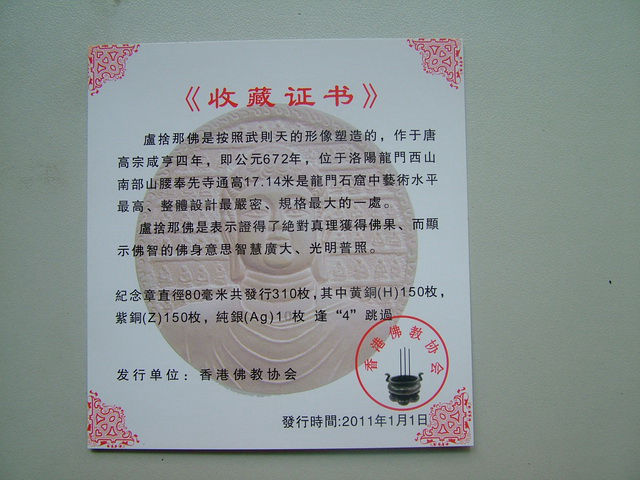 《收藏证书》
盧捨那佛是按照武則天的形像塑造的，作于唐
高宗咸亨四年，即公元672年，位于洛陽龍門西山
南部山腰奉先寺通高17.14米是龍門石窟中藝術水平
最高、整體設計最嚴密、規格最大的一處。
盧捨那佛是表示證得了絕對真理獲得佛果、而顯
示佛智的佛身意思智慧廣大、光明普照。
紀念章直徑80毫米共發行310枚，其中黃銅(H)150枚，
紫銅(Z)150枚，純銀(Ag)1 枚 逢“4”跳過
香港佛教协会
发行单位：香港佛教协会
發行時間:2011年1月1日